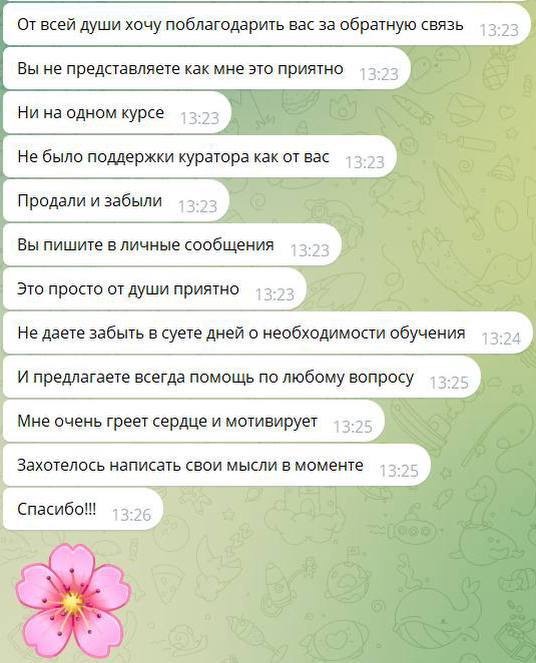 От всей души хочу поблагодарить вас за обратную связь 13:23
Вы не представляете как мне это приятно 13:23
Ни на одном курсе 13:23
Не было поддержки куратора как от вас 13:23
Продали и забыли 13:23
Вы пишите в личные сообщения 13:23
Это просто от души приятно 13:23
Не даете забыть в суете дней о необходимости обучения 13:24
И предлагаете всегда помощь по любому вопросу 13:25
Мне очень греет сердце и мотивирует 13:25
Захотелось написать свои мысли в моменте 13:25
Спасибо!!! 13:26